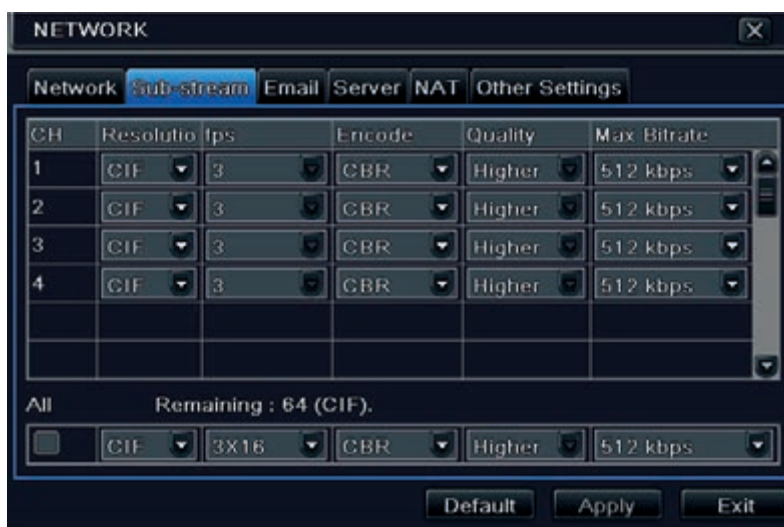 NETWORK
Network Sub-stream Email Server NAT Other Settings
CH Resolutio fps Encode Quality Max Bitrate
1 CIF 3 CBR Higher 512 kbps
2 CIF 3 CBR Higher 512 kbps
3 CIF 3 CBR Higher 512 kbps
4 CIF 3 CBR Higher 512 kbps
All Remaining : 64 (CIF).
CIF 3X16 CBR Higher 512 kbps
Default Apply Exit